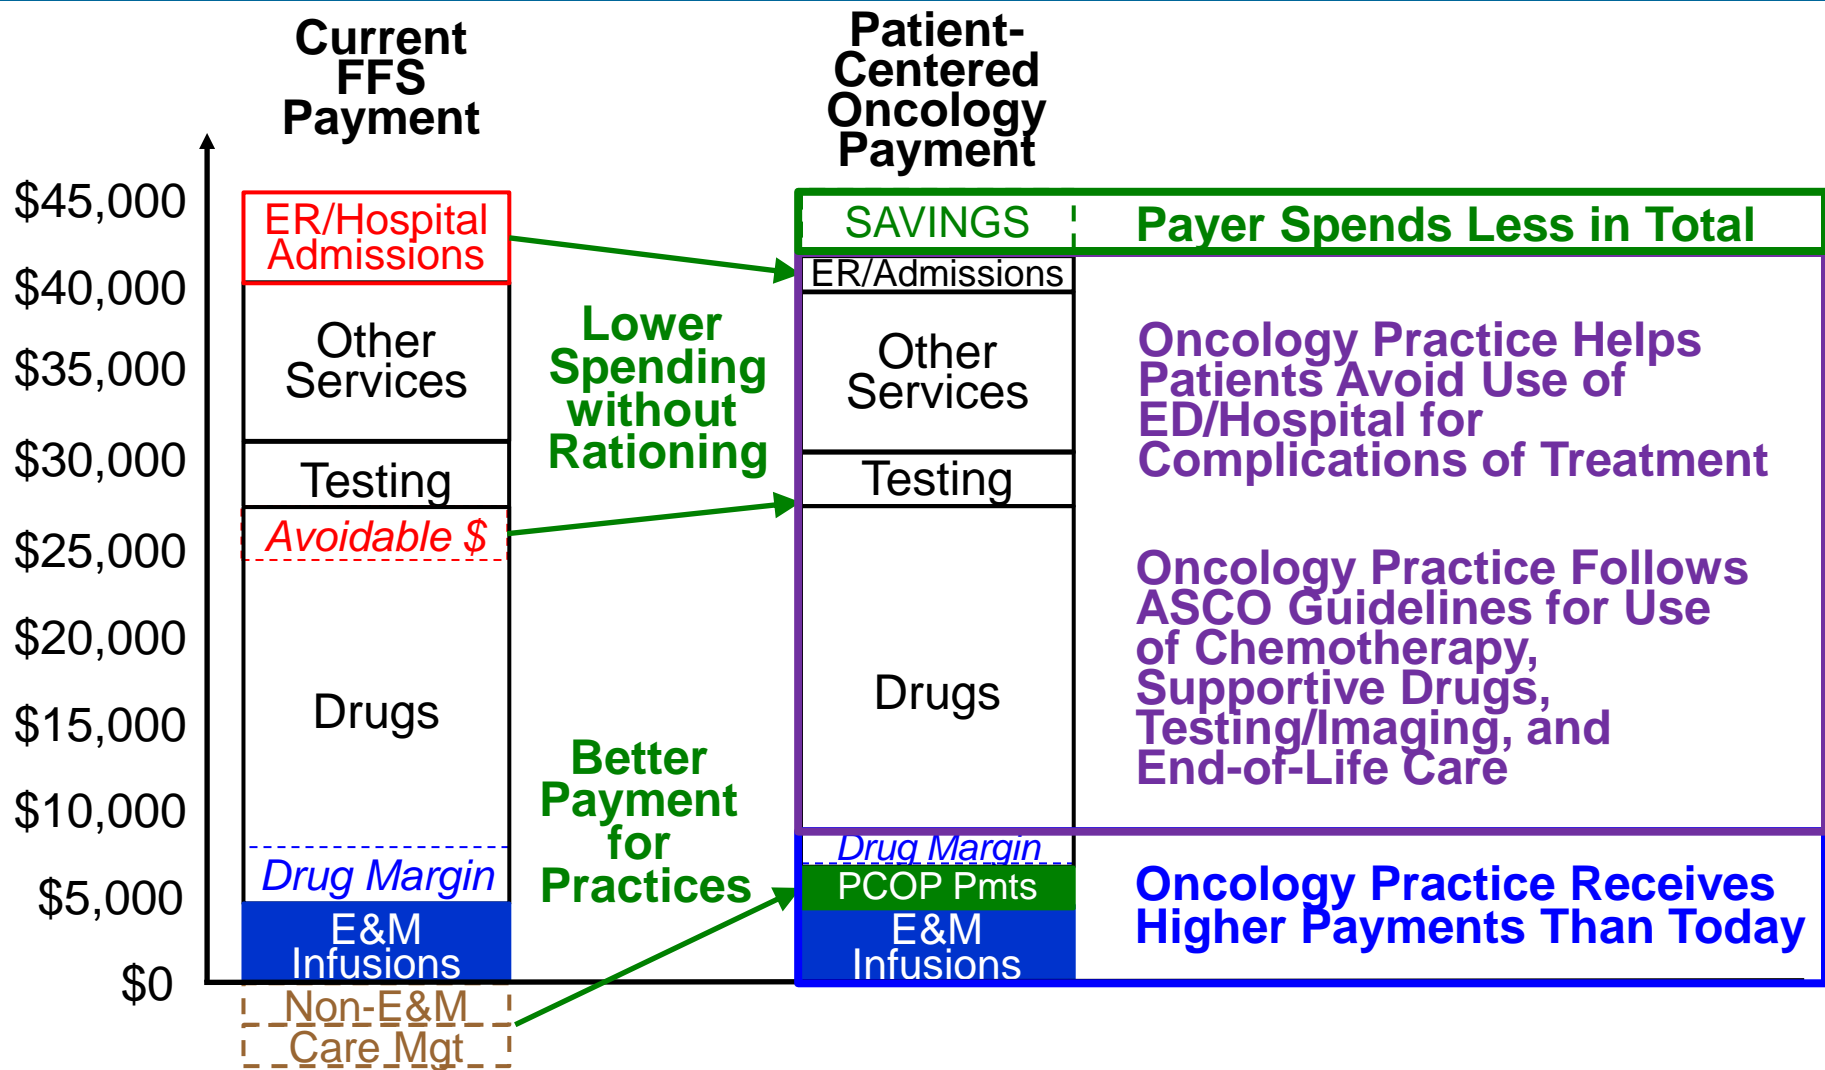 Current
FFS
Payment
Patient-
Centered
Oncology
Payment
$45,000
$40,000
$35,000
$30,000
$25,000
$20,000
$15,000
$10,000
$5,000
$0
ER/Hospital
Admissions
Other
Services
Testing
Avoidable $
Drugs
Drug Margin
E&M
Infusions
Non-E&M
Care Mgt
Lower
Spending
without
Rationing
Better
Payment
for
Practices
SAVINGS
ER/Admissions
Other
Services
Testing
Drugs
Drug Margin
PCOP Pmts
E&M
Infusions
Payer Spends Less in Total
Oncology Practice Helps
Patients Avoid Use of
ED/Hospital for
Complications of Treatment
Oncology Practice Follows
ASCO Guidelines for Use
of Chemotherapy,
Supportive Drugs,
Testing/Imaging, and
End-of-Life Care
Oncology Practice Receives
Higher Payments Than Today